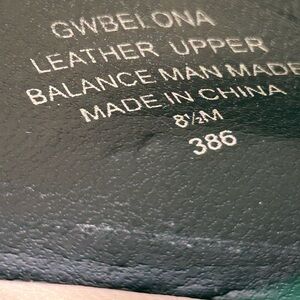 GWBELONA
LEATHER UPPER
BALANCE MAN MADE
MADE IN CHINA
8½M
386